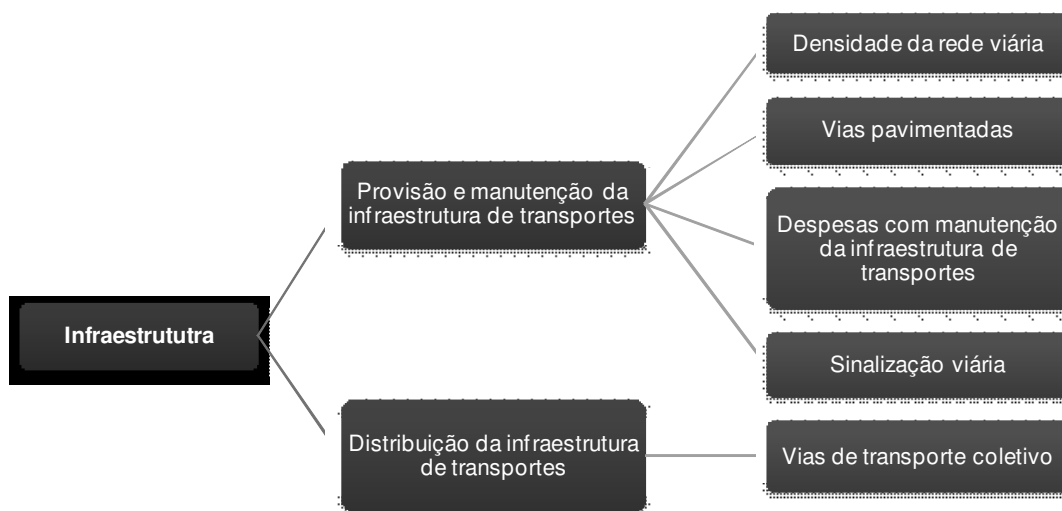 Infraestrututra
Provisão e manutenção da
infraestrutura de transportes
Distribuição da infraestrutura
de transportes
Densidade da rede viária
Vias pavimentadas
Despesas com manutenção
da infraestrutura de
transportes
Sinalização viária
Vias de transporte coletivo